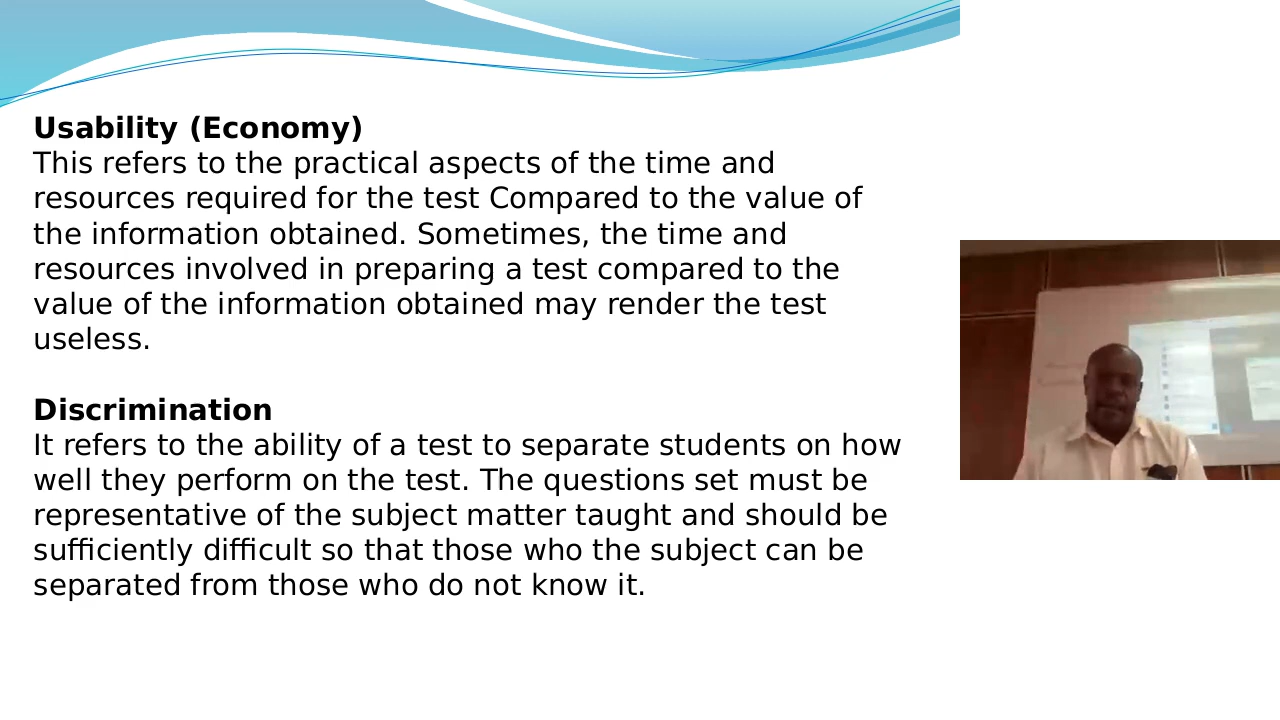 Usability (Economy)
This refers to the practical aspects of the time and
resources required for the test Compared to the value of
the information obtained. Sometimes, the time and
resources involved in preparing a test compared to the
value of the information obtained may render the test
useless.
Discrimination
It refers to the ability of a test to separate students on how
well they perform on the test. The questions set must be
representative of the subject matter taught and should be
sufficiently difficult so that those who the subject can be
separated from those who do not know it.